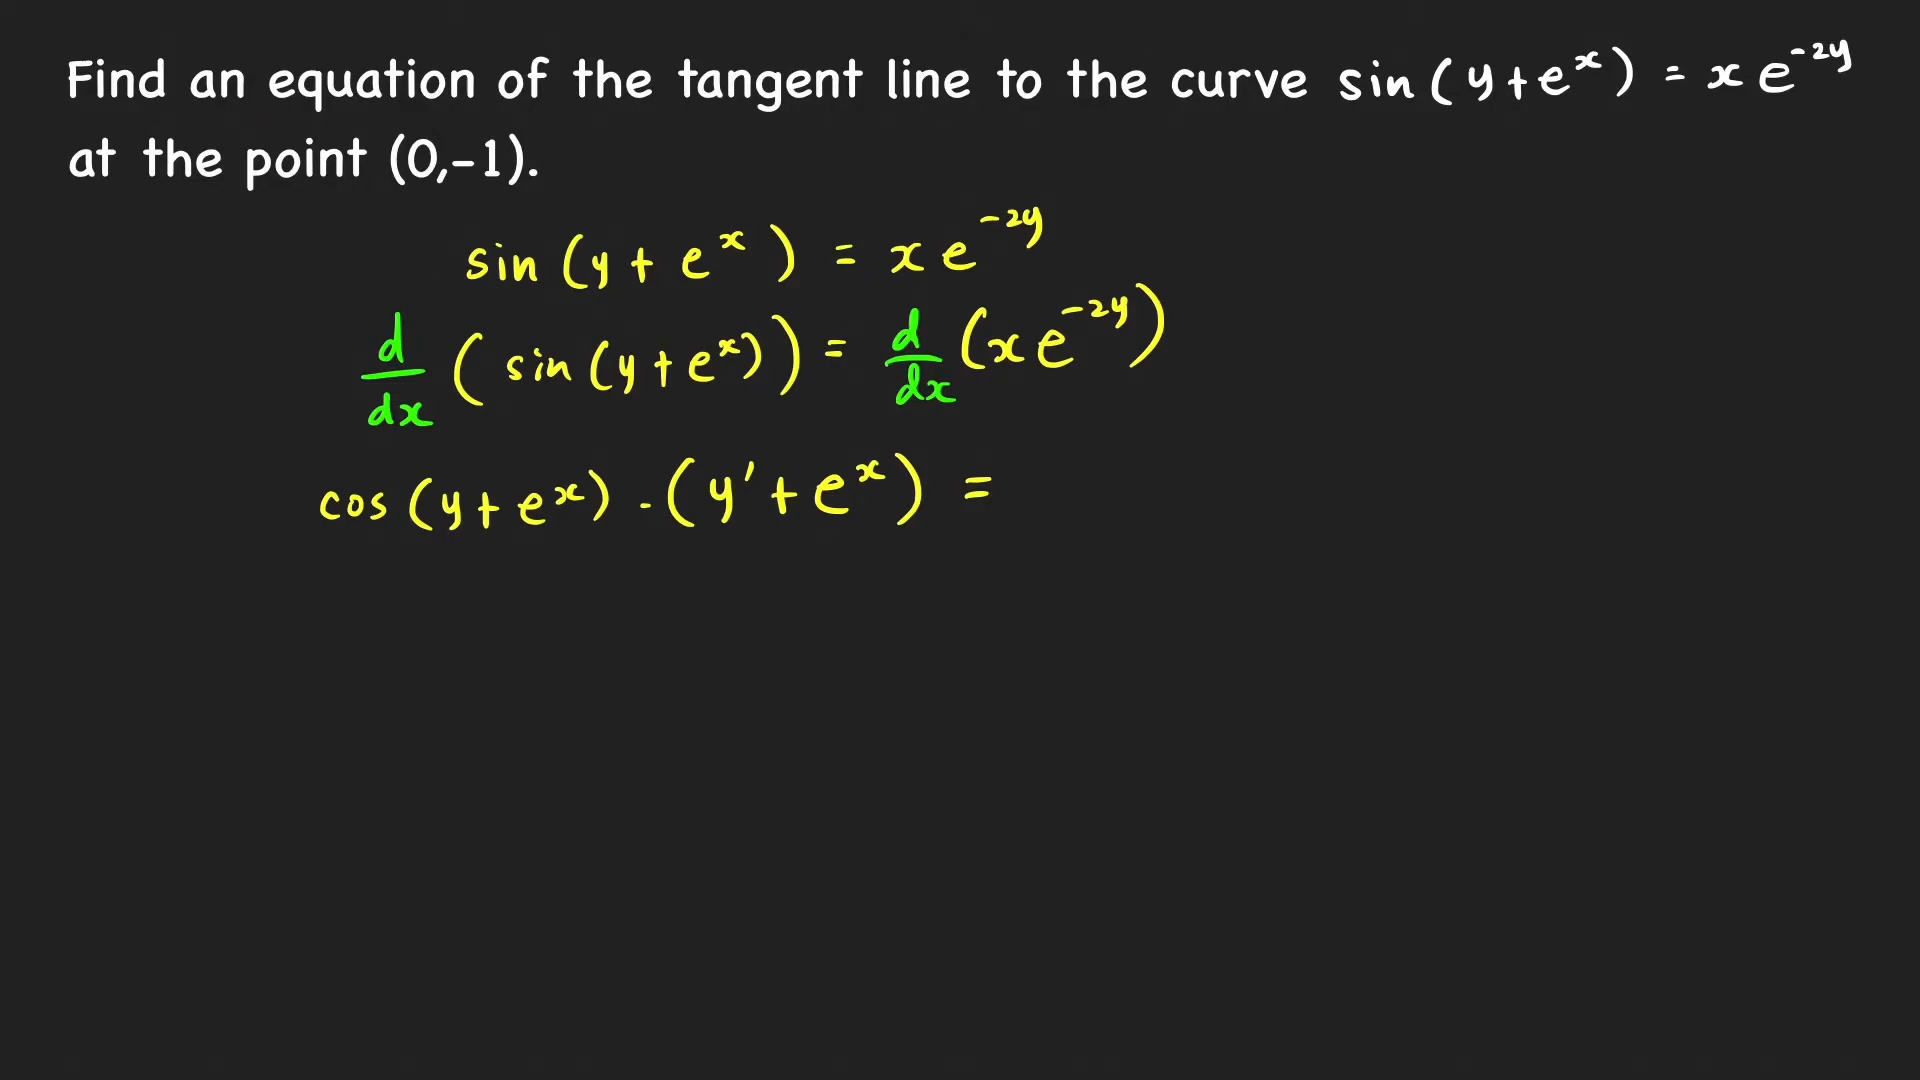 Find an equation of the tangent line to the curve sin(y+e^x) = xe^{-2y}
at the point (0,-1).
sin(y+e^x) = xe^{-2y}
d/dx (sin(y+e^x)) = d/dx (xe^{-2y})
cos(y+e^x) . (y'+e^x) =